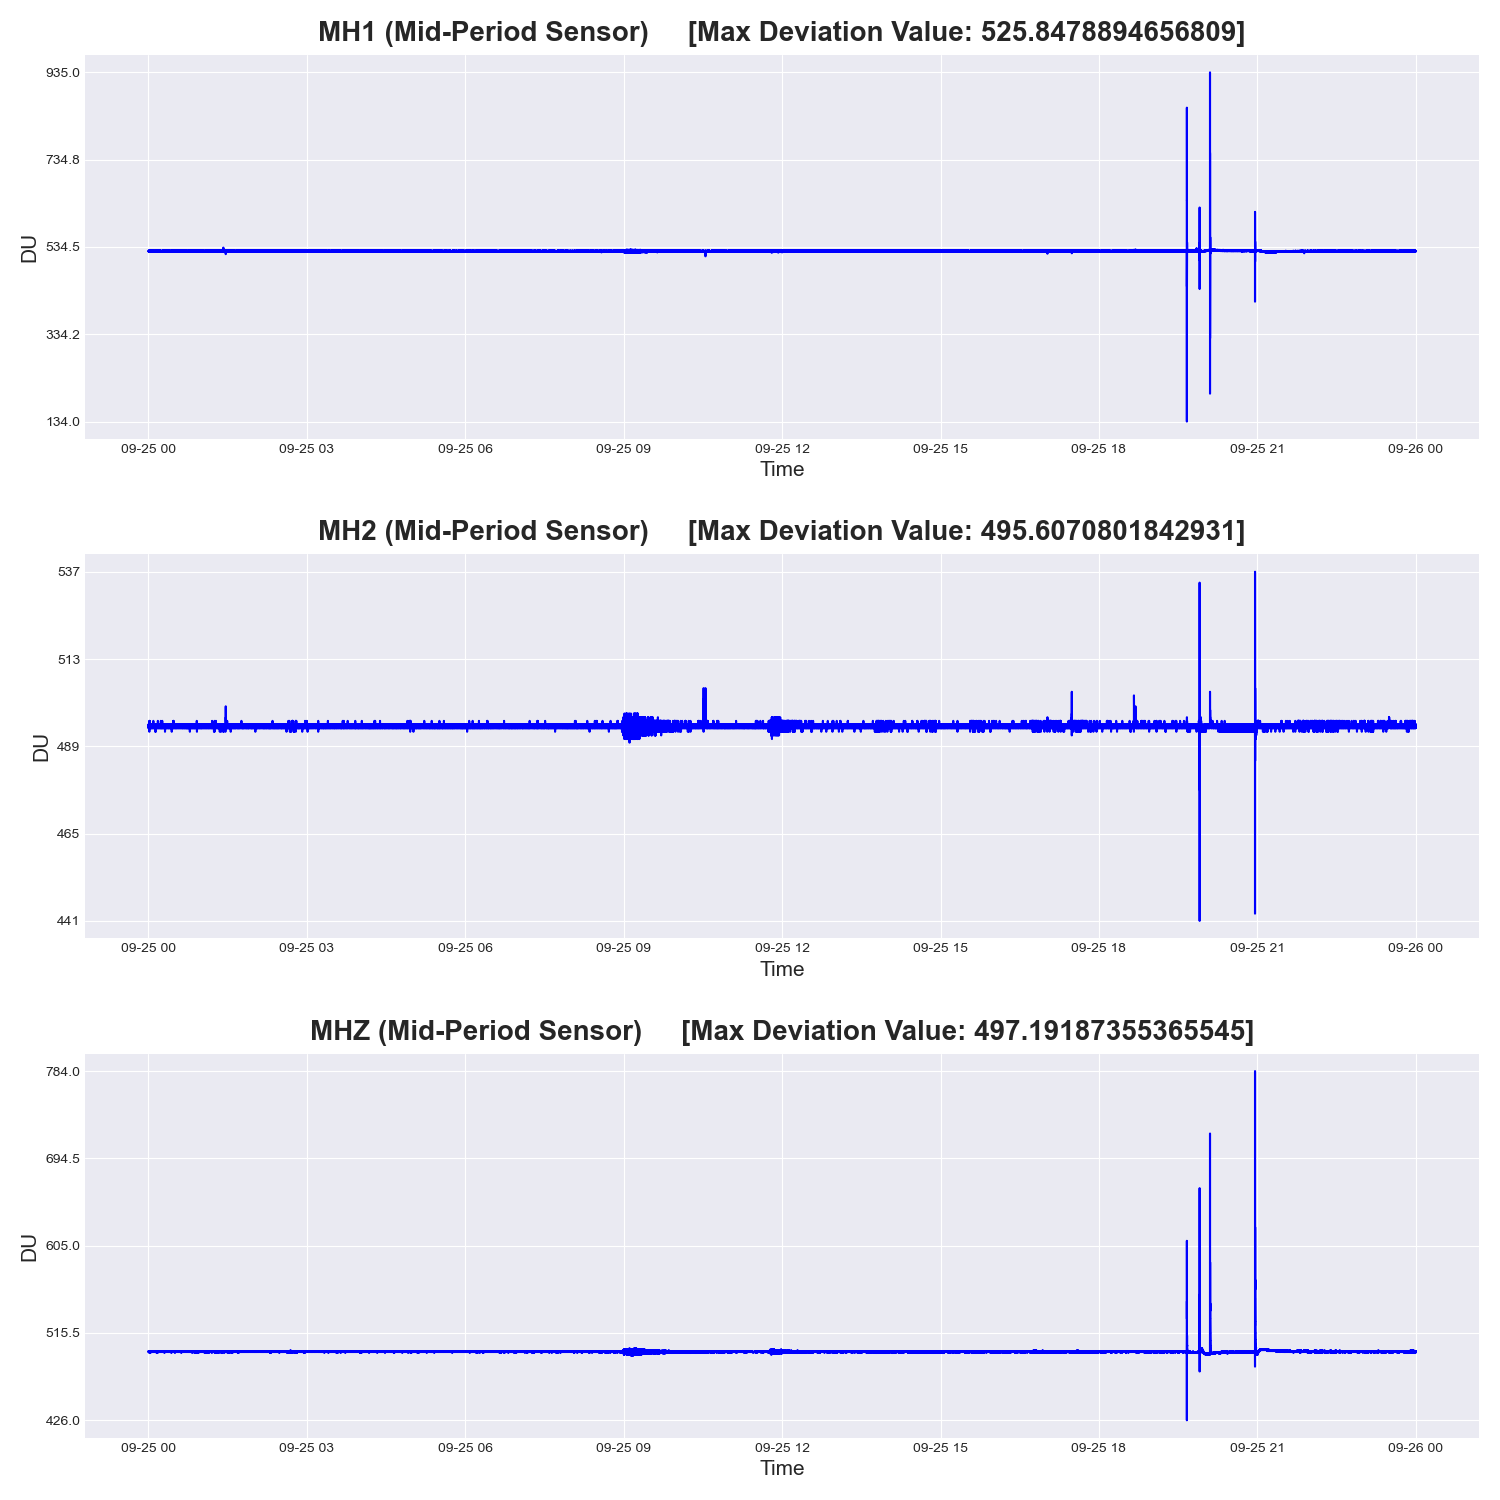 MH1 (Mid-Period Sensor) [Max Deviation Value: 525.8478894656809]
935.0
734.8
534.5
334.2
134.0
DU
09-25 00 09-25 03 09-25 06 09-25 09 09-25 12 09-25 15 09-25 18 09-25 21 09-26 00
Time
MH2 (Mid-Period Sensor) [Max Deviation Value: 495.6070801842931]
537
513
489
465
441
DU
09-25 00 09-25 03 09-25 06 09-25 09 09-25 12 09-25 15 09-25 18 09-25 21 09-26 00
Time
MHZ (Mid-Period Sensor) [Max Deviation Value: 497.19187355365545]
784.0
694.5
605.0
515.5
426.0
DU
09-25 00 09-25 03 09-25 06 09-25 09 09-25 12 09-25 15 09-25 18 09-25 21 09-26 00
Time